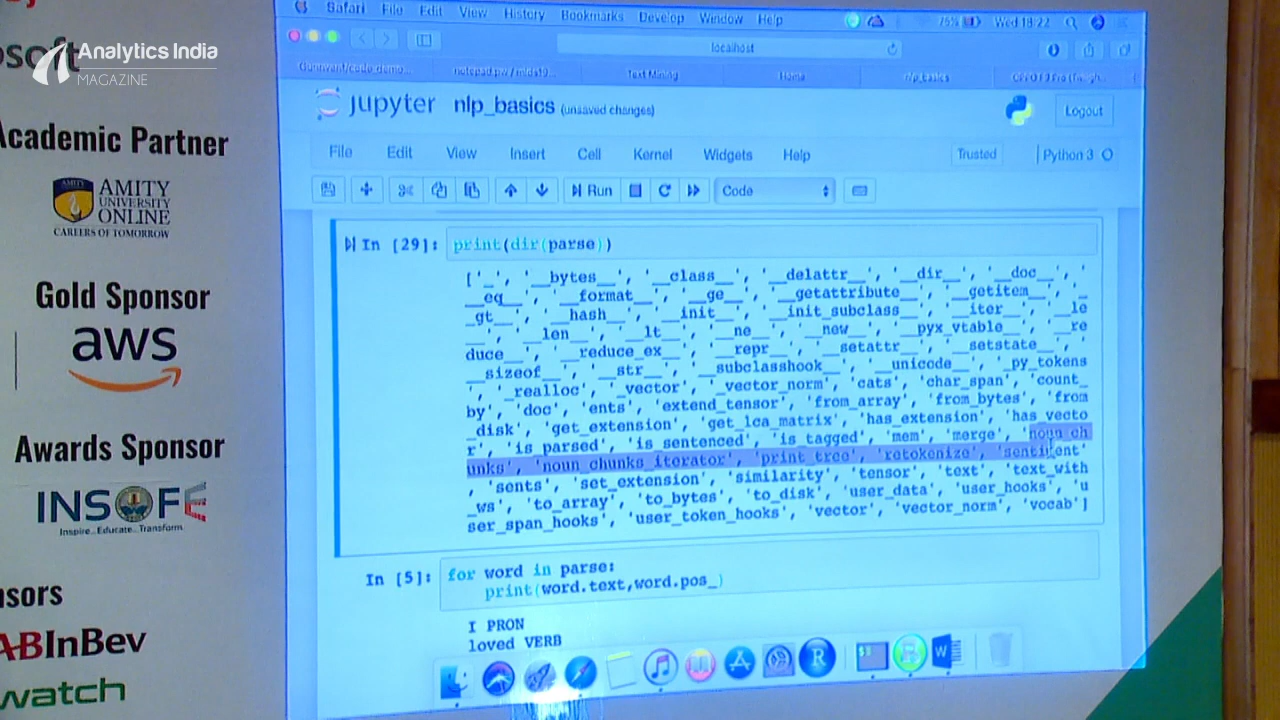 Safari File Edit View History Bookmarks Develop Window Help
75% Wed 18:22
localhost
Text Mining Home nlp_basics
Analytics India
MAGAZINE
osoft
Academic Partner
AMITY
AMITY
UNIVERSITY
ONLINE
CAREERS OF TOMORROW
Gold Sponsor
aws
Awards Sponsor
INSOFE
Inspire...Educate...Transform.
nsors
ABInBev
watch
jupyter nlp_basics (unsaved changes)
Logout
File Edit View Insert Cell Kernel Widgets Help
Trusted
Python 3
Run
Code
In [29]: print(dir(parse))
['_', '__bytes__', '__class__', '__delattr__', '__dir__', '__doc__', '
__eq__', '__format__', '__ge__', '__getattribute__', '__getitem__', '_
_gt__', '__hash__', '__init__', '__init_subclass__', '__iter__', '__le
n__', '__len__', '__lt__', '__ne__', '__new__', '__pyx_vtable__', '__re
duce__', '__reduce_ex__', '__repr__', '__setattr__', '__setstate__', '
__sizeof__', '__str__', '__subclasshook__', '__unicode__', '_py_tokens
', '_realloc', '_vector', '_vector_norm', 'cats', 'char_span', 'count_
by', 'doc', 'ents', 'extend_tensor', 'from_array', 'from_bytes', 'from
_disk', 'get_extension', 'get_lca_matrix', 'has_extension', 'has_vecto
r', 'is_parsed', 'is_sentenced', 'is_tagged', 'mem', 'merge', 'noun_ch
unks', 'noun_chunks_iterator', 'print_tree', 'retokenize', 'sentiment'
, 'sents', 'set_extension', 'similarity', 'tensor', 'text', 'text_with
_ws', 'to_array', 'to_bytes', 'to_disk', 'user_data', 'user_hooks', 'u
ser_span_hooks', 'user_token_hooks', 'vector', 'vector_norm', 'vocab']
In [5]: for word in parse:
print(word.text,word.pos_)
I PRON
loved VERB
R
W